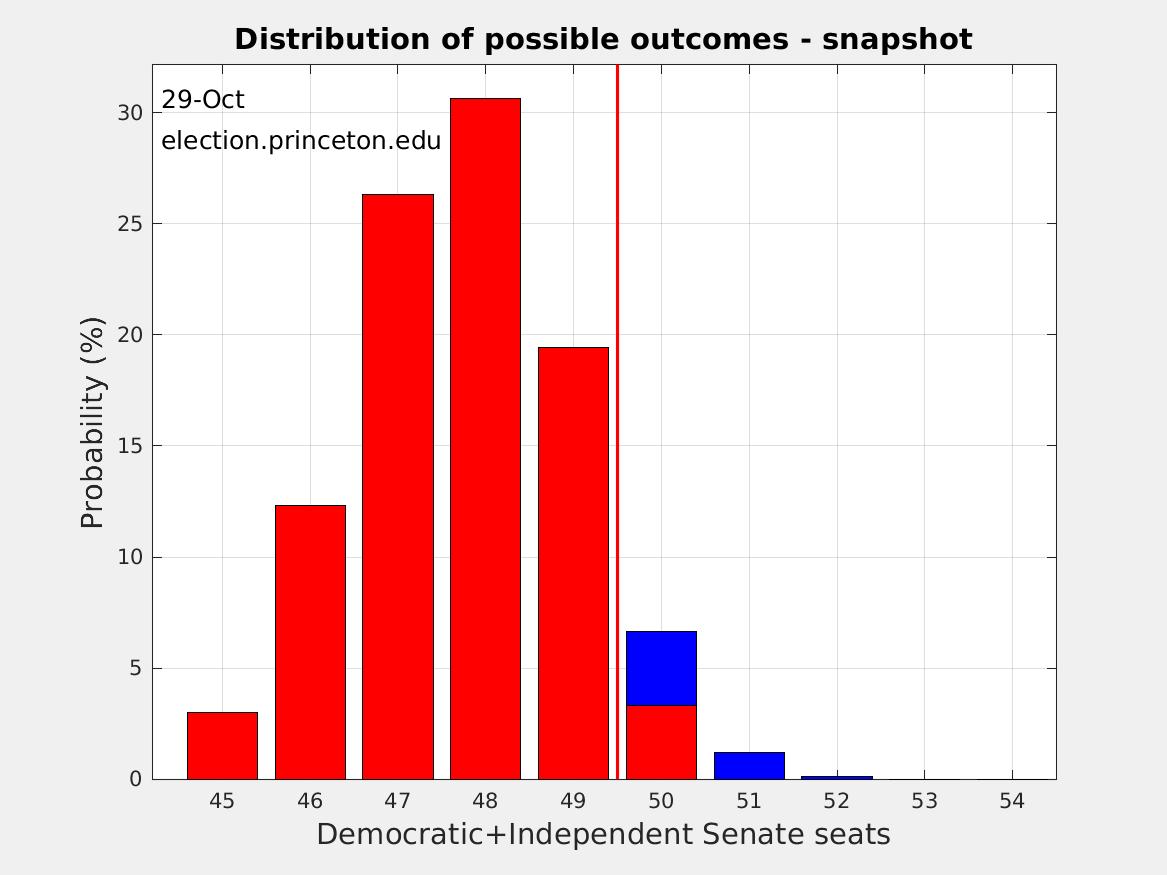 Distribution of possible outcomes - snapshot
29-Oct
election.princeton.edu
30
25
20
15
10
5
0
Probability (%)
45 46 47 48 49 50 51 52 53 54
Democratic+Independent Senate seats